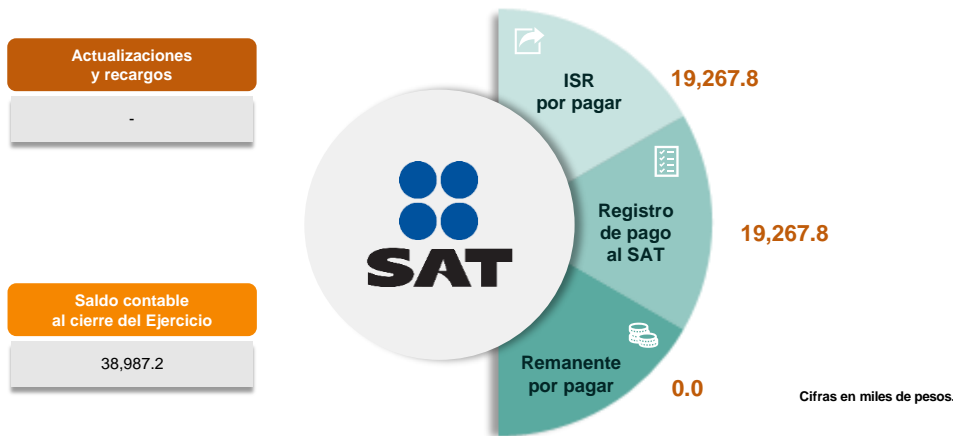 Actualizaciones
y recargos
-
Saldo contable
al cierre del Ejercicio
38,987.2
SAT
ISR
por pagar
19,267.8
Registro
de pago
al SAT
19,267.8
Remanente
por pagar
0.0
Cifras en miles de pesos.